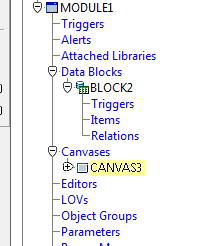 MODULE1
Triggers
Alerts
Attached Libraries
Data Blocks
BLOCK2
Triggers
Items
Relations
Canvases
CANVAS3
Editors
LOVs
Object Groups
Parameters